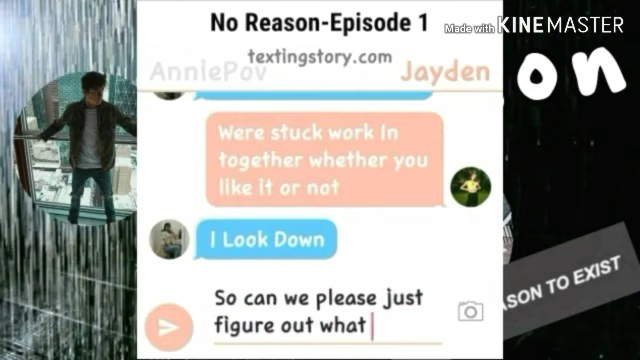 No Reason-Episode 1
Made with KINEMASTER
textingstory.com
AnniePov
Jayden
on
Were stuck work In
together whether you
like it or not
I Look Down
So can we please just
figure out what
SON TO EXIST